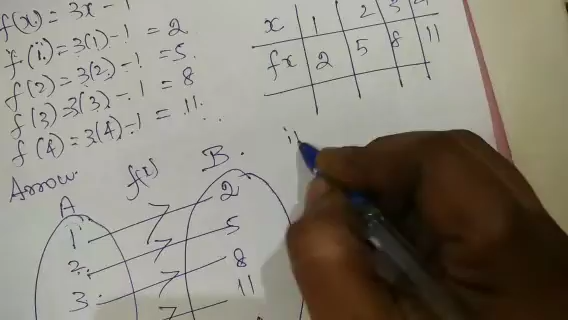 f(x) = 3x - 1
f(1) = 3(1) - 1 = 2
f(2) = 3(2) - 1 = 5.
f(3) = 3(3) - 1 = 8
f(4) = 3(4) - 1 = 11.
x 1 2 3 4
fx 2 5 8 11
Arrow. f(x) B.
A
1 2
2 5
3 8
11
ii